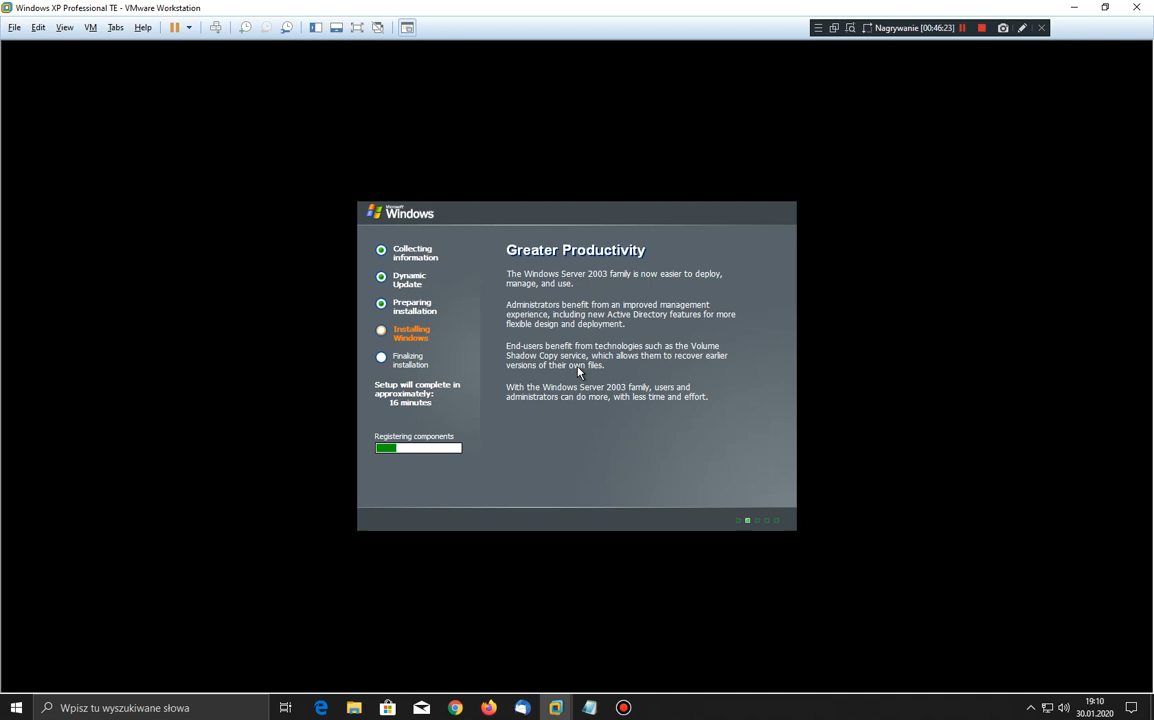 Windows XP Professional TE - VMware Workstation
File Edit View VM Tabs Help
Nagrywanie [00:46:23]
Microsoft
Windows
Collecting
information
Dynamic
Update
Preparing
installation
Installing
Windows
Finalizing
installation
Setup will complete in
approximately:
16 minutes
Registering components
Greater Productivity
The Windows Server 2003 family is now easier to deploy,
manage, and use.
Administrators benefit from an improved management
experience, including new Active Directory features for more
flexible design and deployment.
End-users benefit from technologies such as the Volume
Shadow Copy service, which allows them to recover earlier
versions of their own files.
With the Windows Server 2003 family, users and
administrators can do more, with less time and effort.
Wpisz tu wyszukiwane słowa
19:10
30.01.2020